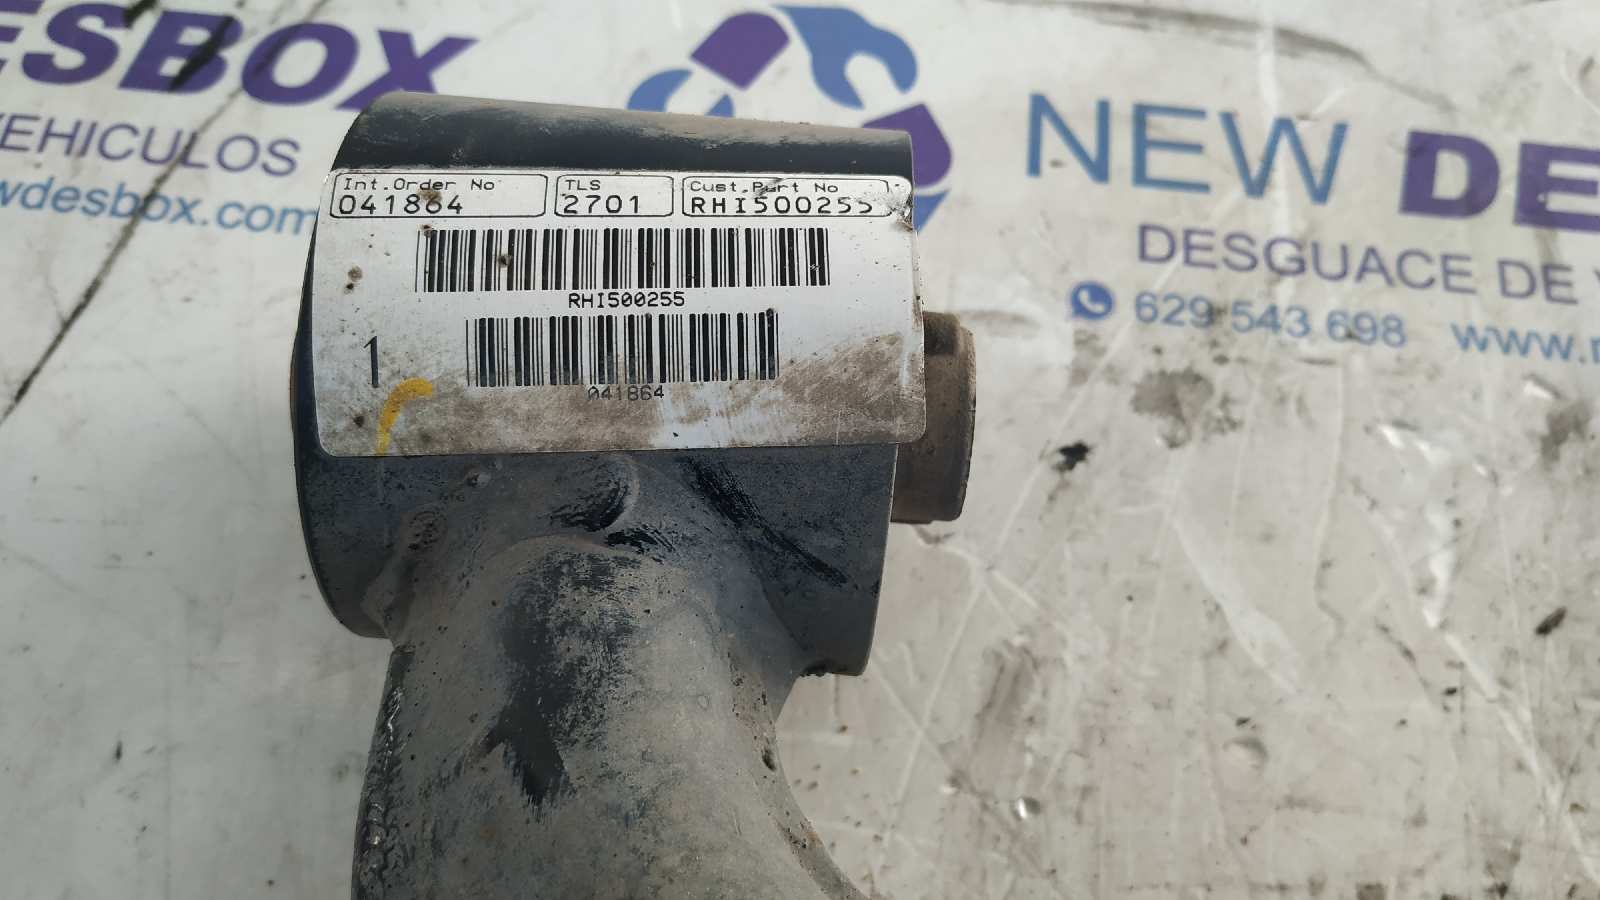 ESBOX
VEHICULOS
wdesbox.com
NEW DE
DESGUACE DE
629 543 698 www.
Int.Order No
041864
TLS
2701
Cust.Part No
RHI500255
RHI500255
1
041864